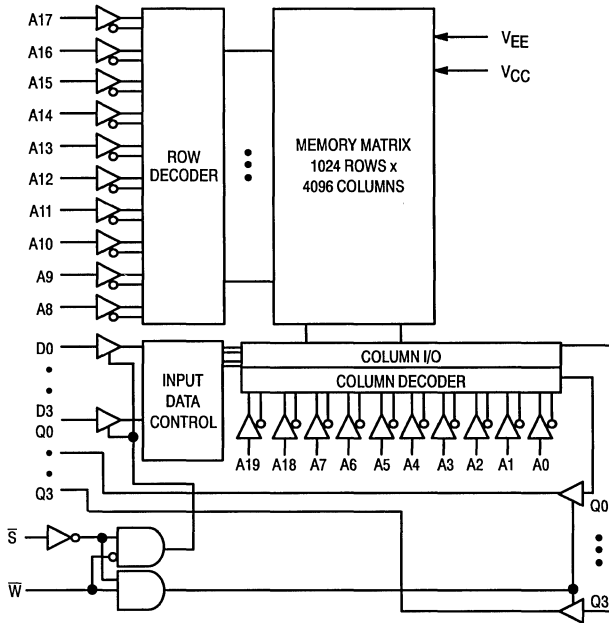 A17
A16
A15
A14
A13
A12
A11
A10
A9
A8
ROW
DECODER
MEMORY MATRIX
1024 ROWS x
4096 COLUMNS
VEE
VCC
D0
D3
Q0
Q3
INPUT
DATA
CONTROL
COLUMN I/O
COLUMN DECODER
A19 A18 A7 A6 A5 A4 A3 A2 A1 A0
Q0
Q3
S̅
W̅